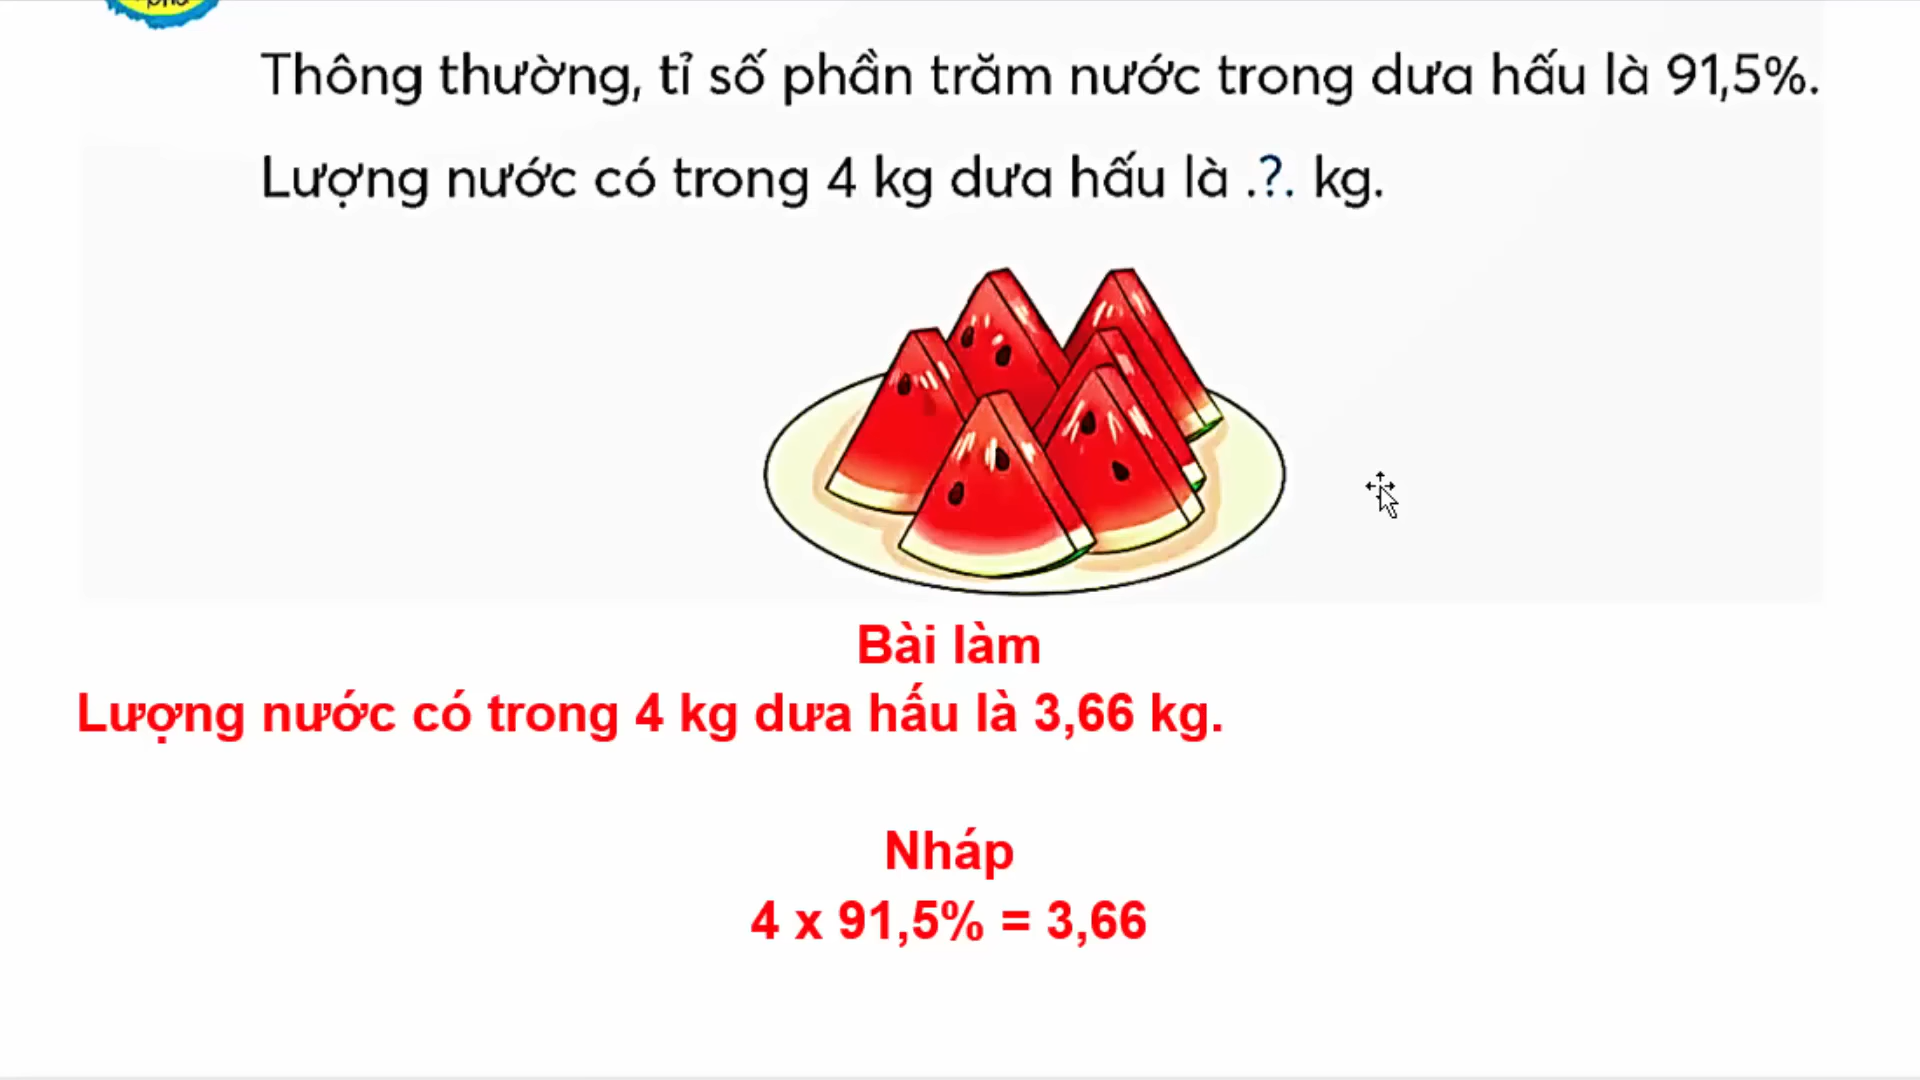 Thông thường, tỉ số phần trăm nước trong dưa hấu là 91,5%.
Lượng nước có trong 4 kg dưa hấu là .?. kg.
Bài làm
Lượng nước có trong 4 kg dưa hấu là 3,66 kg.
Nháp
4 x 91,5% = 3,66